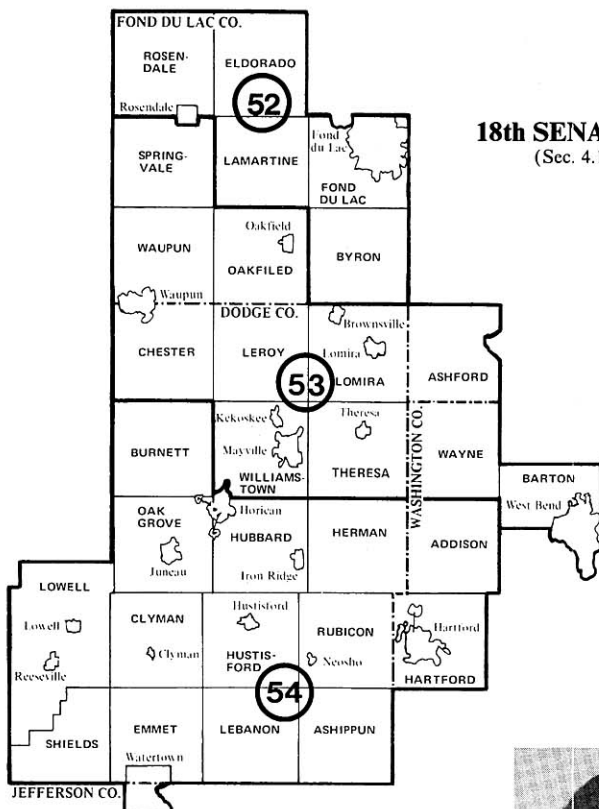 FOND DU LAC CO.
ROSEN-
DALE
ELDORADO
Rosendale
52
18th SENA
(Sec. 4.
SPRING-
VALE
LAMARTINE
Fond
du Lac
FOND
DU LAC
WAUPUN
Oakfield
OAKFILED
BYRON
Waupun
DODGE CO.
Brownsville
CHESTER
LEROY
Lomira
53
LOMIRA
ASHFORD
Kekoskee
Theresa
BURNETT
Mayville
WILLIAMS-
TOWN
THERESA
WASHINGTON CO.
WAYNE
BARTON
West Bend
OAK
GROVE
Horican
HUBBARD
HERMAN
ADDISON
Juneau
Iron Ridge
LOWELL
Lowell
Reeseville
CLYMAN
Clyman
Hustisford
HUSTIS-
FORD
RUBICON
Neosho
Hartford
HARTFORD
54
SHIELDS
EMMET
LEBANON
ASHIPPUN
Watertown
JEFFERSON CO.